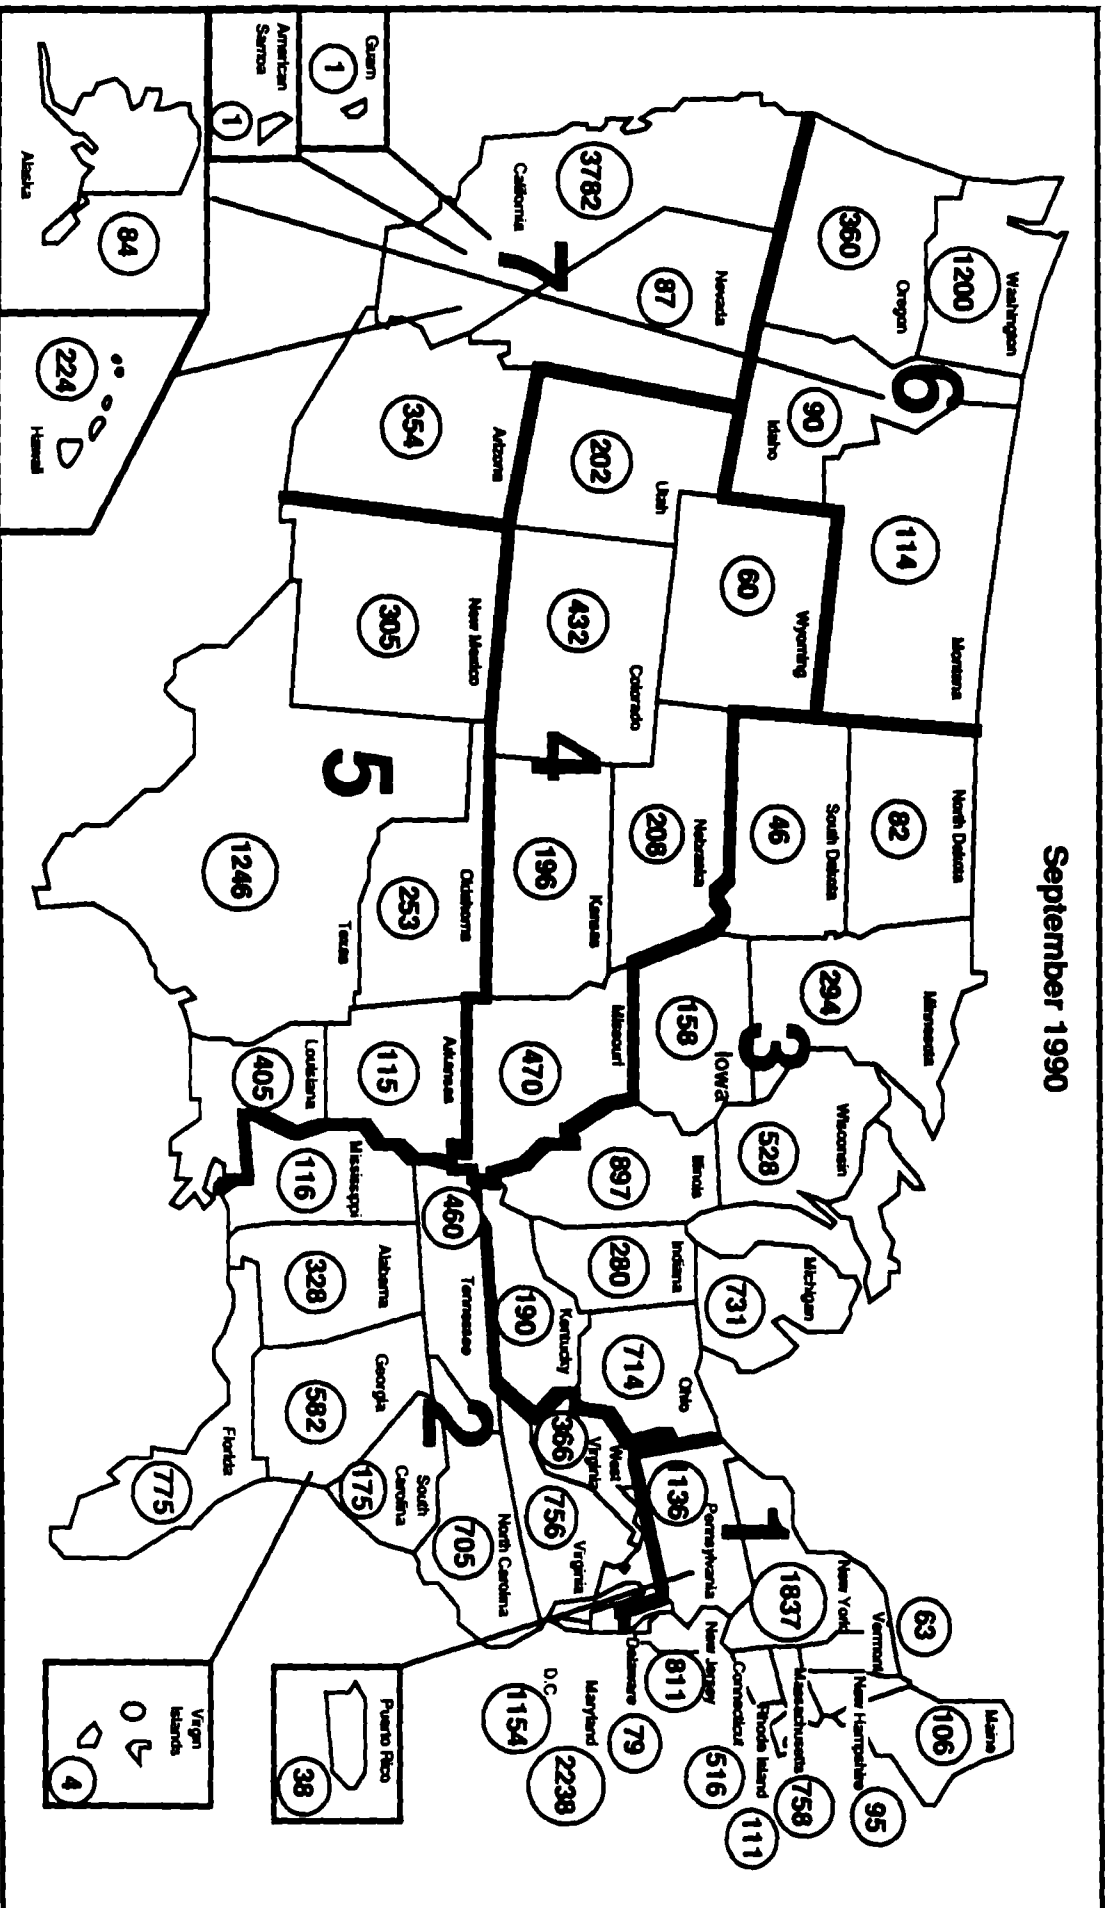 September 1990
Washington
1200
Oregon
360
6
Idaho
90
Montana
114
North Dakota
82
South Dakota
46
Minnesota
294
Wisconsin
528
3
Iowa
158
Michigan
731
Illinois
897
Indiana
280
Ohio
714
Wyoming
60
Nebraska
208
Nevada
87
California
3782
7
Utah
202
Colorado
432
4
Kansas
196
Missouri
470
Kentucky
190
West
Virginia
366
Virginia
756
Pennsylvania
1136
1
New York
1837
Vermont
63
Maine
106
New Hampshire
95
Massachusetts
758
Rhode Island
111
Connecticut
516
New Jersey
811
Delaware
79
Maryland
2238
D.C.
1154
Arizona
354
New Mexico
305
5
Oklahoma
253
Texas
1246
Arkansas
115
Louisiana
405
Mississippi
116
Alabama
328
Tennessee
460
2
Georgia
582
North Carolina
705
South
Carolina
175
Florida
775
Guam
1
American
Samoa
1
Alaska
84
Hawaii
224
Puerto Rico
38
Virgin
Islands
4